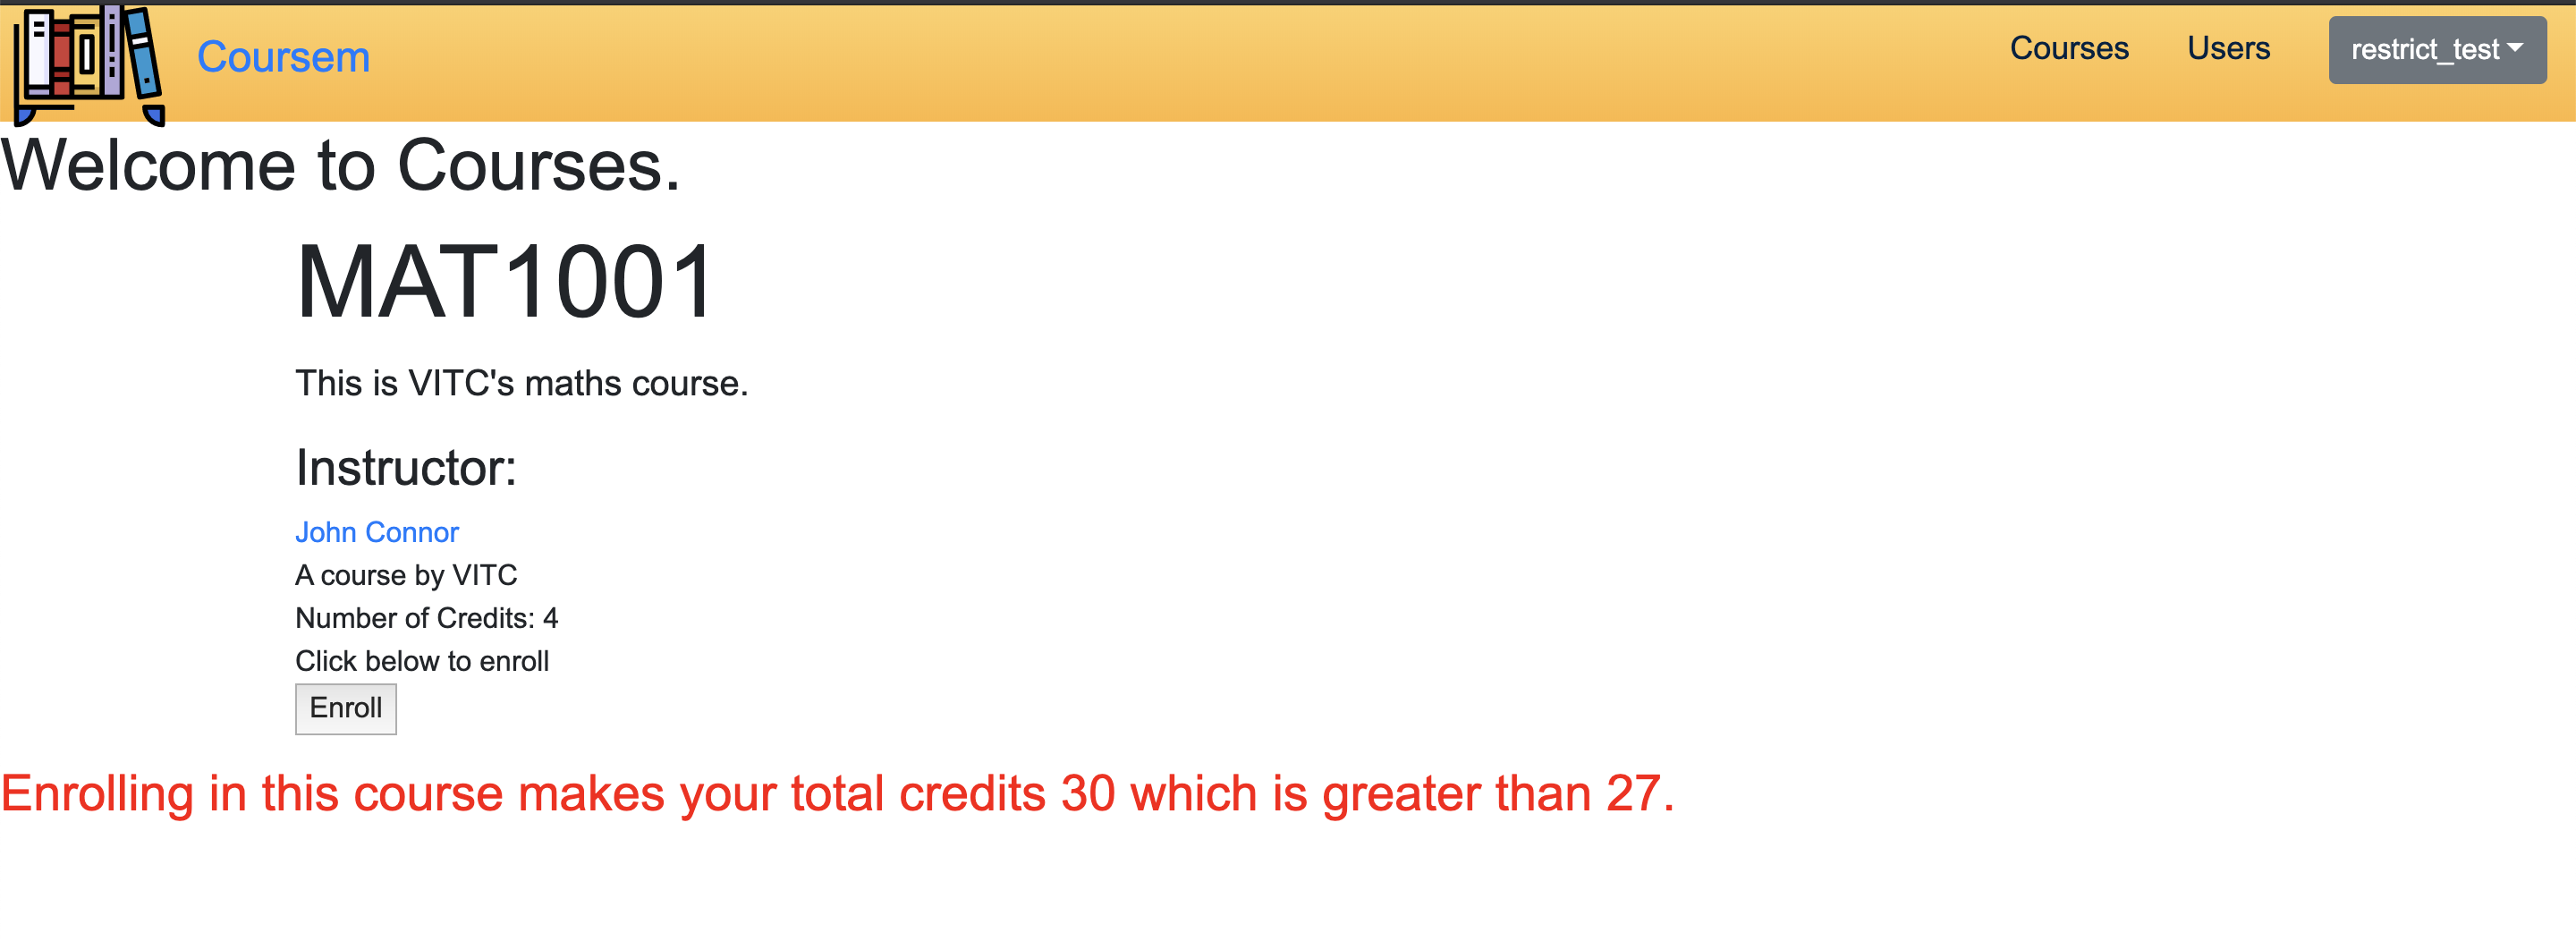 Coursem
Courses
Users
restrict_test
Welcome to Courses.
MAT1001
This is VITC's maths course.
Instructor:
John Connor
A course by VITC
Number of Credits: 4
Click below to enroll
Enroll
Enrolling in this course makes your total credits 30 which is greater than 27.